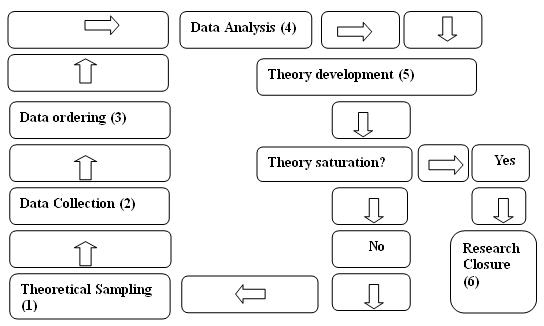 Data Analysis (4)
Theory development (5)
Data ordering (3)
Theory saturation?
Yes
Data Collection (2)
No
Research
Closure
(6)
Theoretical Sampling
(1)